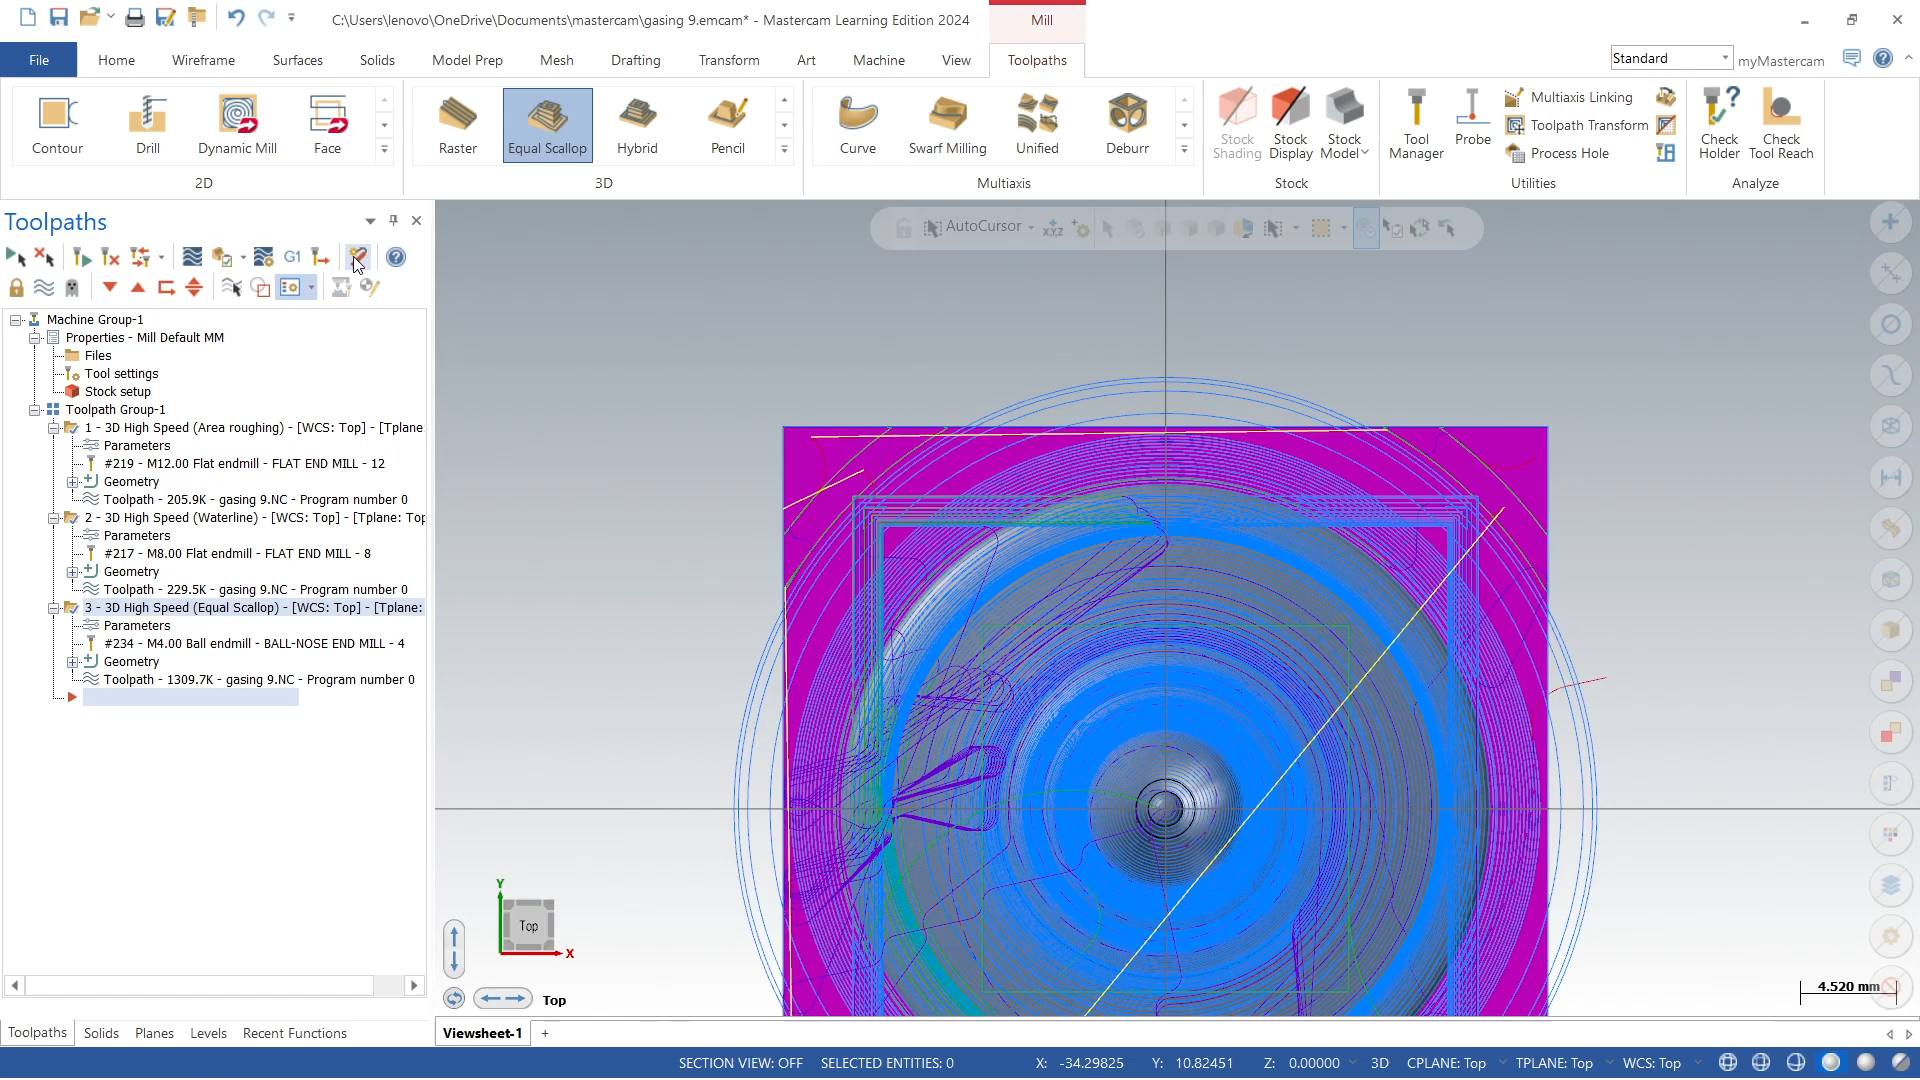 C:\Users\lenovo\OneDrive\Documents\mastercam\gasing 9.emcam* - Mastercam Learning Edition 2024
Mill
File
Home
Wireframe
Surfaces
Solids
Model Prep
Mesh
Drafting
Transform
Art
Machine
View
Toolpaths
Standard
myMastercam
Contour
Drill
Dynamic Mill
Face
2D
Raster
Equal Scallop
Hybrid
Pencil
3D
Curve
Swarf Milling
Unified
Deburr
Multiaxis
Stock
Shading
Stock
Display
Stock
Model
Stock
Tool
Manager
Probe
Multiaxis Linking
Toolpath Transform
Process Hole
Utilities
Check
Holder
Check
Tool Reach
Analyze
Toolpaths
G1
AutoCursor
XYZ
Machine Group-1
Properties - Mill Default MM
Files
Tool settings
Stock setup
Toolpath Group-1
1 - 3D High Speed (Area roughing) - [WCS: Top] - [Tplane:
Parameters
#219 - M12.00 Flat endmill - FLAT END MILL - 12
Geometry
Toolpath - 205.9K - gasing 9.NC - Program number 0
2 - 3D High Speed (Waterline) - [WCS: Top] - [Tplane: Top
Parameters
#217 - M8.00 Flat endmill - FLAT END MILL - 8
Geometry
Toolpath - 229.5K - gasing 9.NC - Program number 0
3 - 3D High Speed (Equal Scallop) - [WCS: Top] - [Tplane:
Parameters
#234 - M4.00 Ball endmill - BALL-NOSE END MILL - 4
Geometry
Toolpath - 1309.7K - gasing 9.NC - Program number 0
Y
Top
X
Top
4.520 mm
Toolpaths
Solids
Planes
Levels
Recent Functions
Viewsheet-1
+
SECTION VIEW: OFF
SELECTED ENTITIES: 0
X: -34.29825
Y: 10.82451
Z: 0.00000
3D
CPLANE: Top
TPLANE: Top
WCS: Top